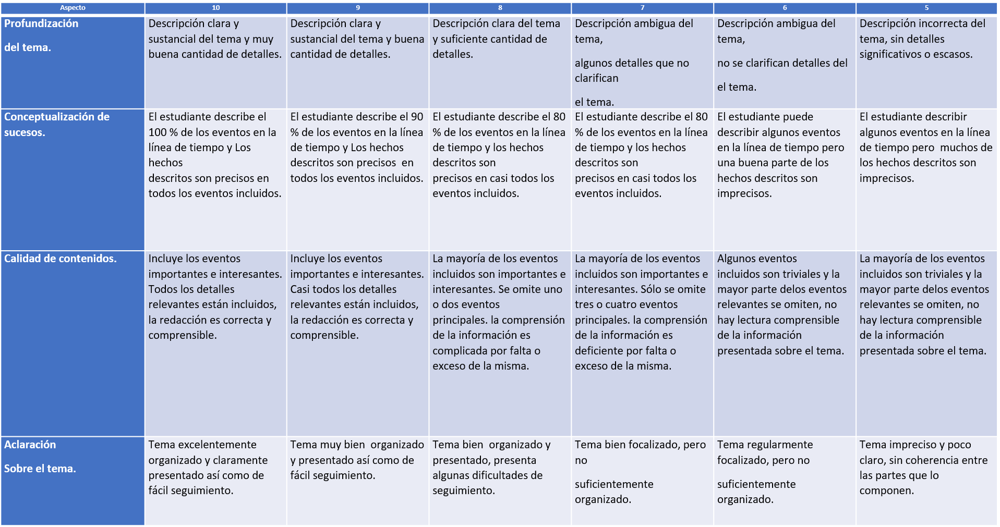 Aspecto
10
9
8
7
6
5
Profundización
del tema.
Descripción clara y
sustancial del tema y muy
buena cantidad de detalles.
Descripción clara y
sustancial del tema y buena
cantidad de detalles.
Descripción clara del tema
y suficiente cantidad de
detalles.
Descripción ambigua del
tema,
algunos detalles que no
clarifican
el tema.
Descripción ambigua del
tema,
no se clarifican detalles del
el tema.
Descripción incorrecta del
tema, sin detalles
significativos o escasos.
Conceptualización de
sucesos.
El estudiante describe el
100 % de los eventos en la
línea de tiempo y Los
hechos
descritos son precisos en
todos los eventos incluidos.
El estudiante describe el 90
% de los eventos en la línea
de tiempo y Los hechos
descritos son precisos  en
todos los eventos incluidos.
El estudiante describe el 80
% de los eventos en la línea
de tiempo y los hechos
descritos son
precisos en casi todos los
eventos incluidos.
El estudiante describe el 80
% de los eventos en la línea
de tiempo y los hechos
descritos son
precisos en casi todos los
eventos incluidos.
El estudiante puede
describir algunos eventos
en la línea de tiempo pero
una buena parte de los
hechos descritos son
imprecisos.
El estudiante describir
algunos eventos en la línea
de tiempo pero  muchos de
los hechos descritos son
imprecisos.
Calidad de contenidos.
Incluye los eventos
importantes e interesantes.
Todos los detalles
relevantes están incluidos,
la redacción es correcta y
comprensible.
Incluye los eventos
importantes e interesantes.
Casi todos los detalles
relevantes están incluidos,
la redacción es correcta y
comprensible.
La mayoría de los eventos
incluidos son importantes e
interesantes. Se omite uno
o dos eventos
principales. la comprensión
de la información es
complicada por falta o
exceso de la misma.
La mayoría de los eventos
incluidos son importantes e
interesantes. Sólo se omite
tres o cuatro eventos
principales. la comprensión
de la información es
deficiente por falta o
exceso de la misma.
Algunos eventos
incluidos son triviales y la
mayor parte delos eventos
relevantes se omiten, no
hay lectura comprensible
de la información
presentada sobre el tema.
La mayoría de los eventos
incluidos son triviales y la
mayor parte delos eventos
relevantes se omiten, no
hay lectura comprensible
de la información
presentada sobre el tema.
Aclaración
Sobre el tema.
Tema excelentemente
organizado y claramente
presentado así como de
fácil seguimiento.
Tema muy bien  organizado
y presentado así como de
fácil seguimiento.
Tema bien  organizado y
presentado, presenta
algunas dificultades de
seguimiento.
Tema bien focalizado, pero
no
suficientemente
organizado.
Tema regularmente
focalizado, pero no
suficientemente
organizado.
Tema impreciso y poco
claro, sin coherencia entre
las partes que lo
componen.